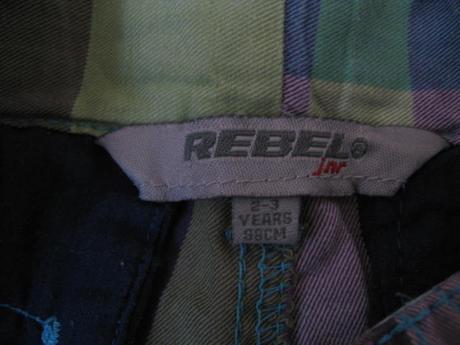 REBEL®
jnr
2-3
YEARS
98CM